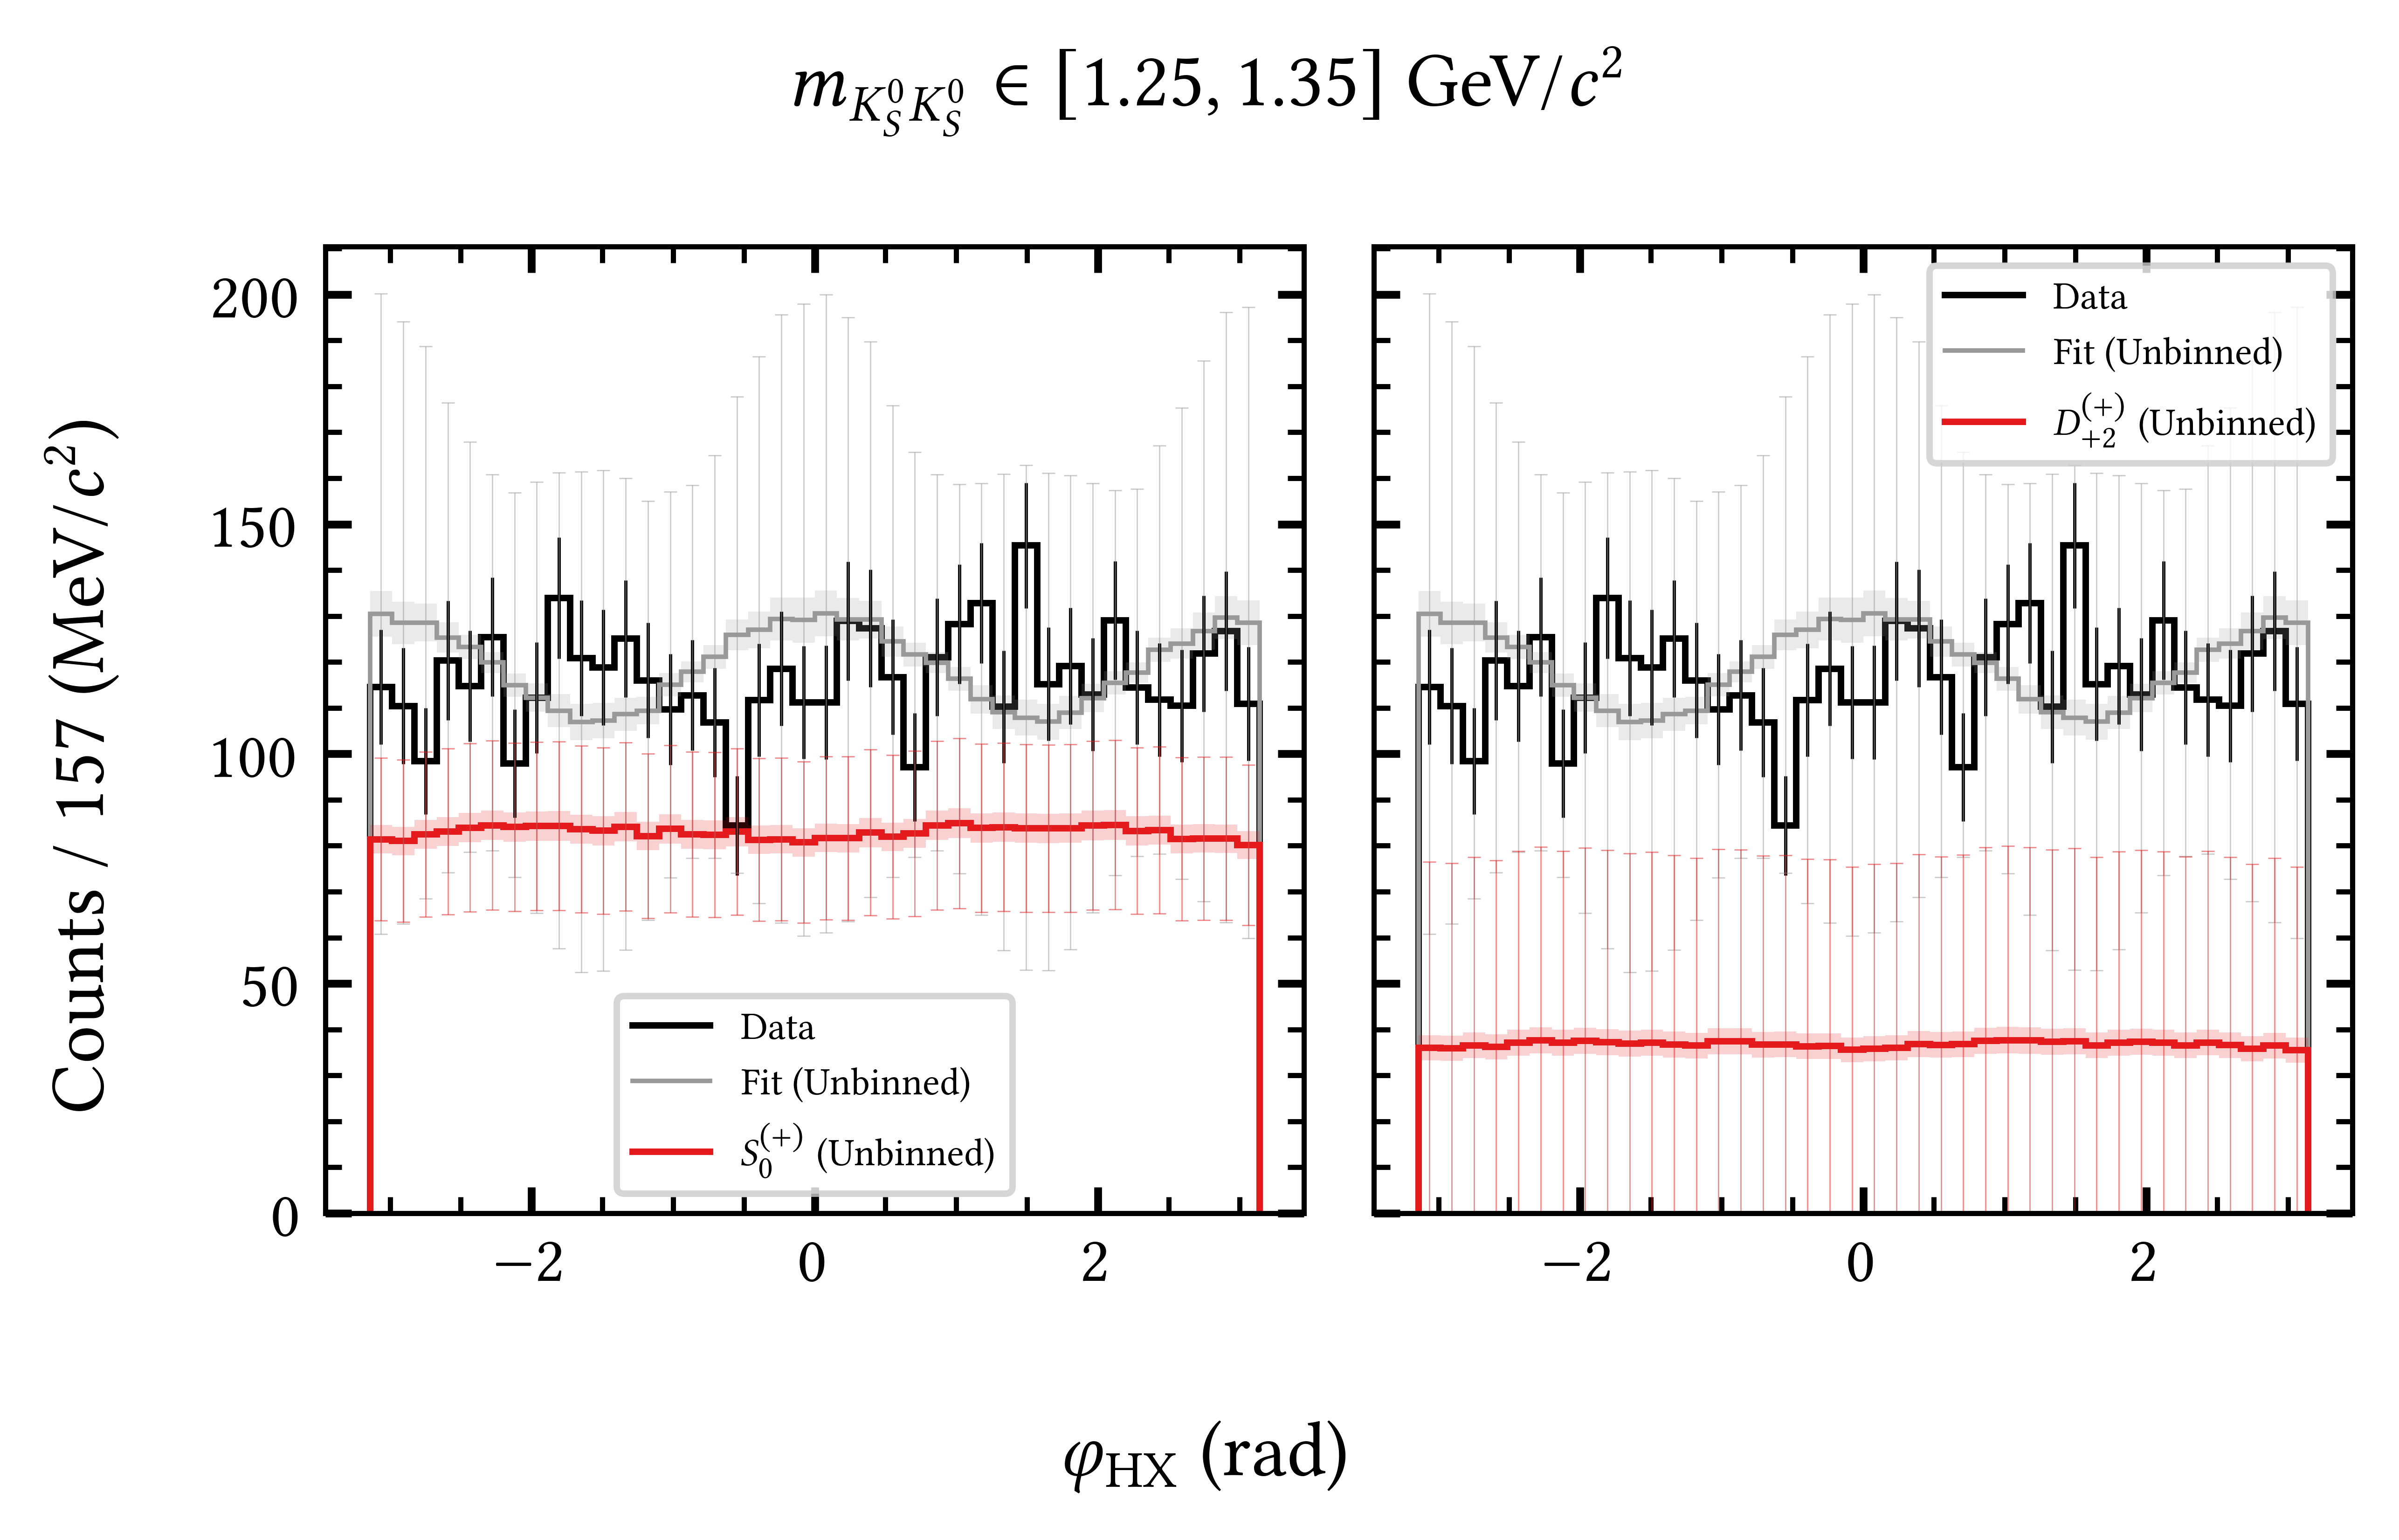 m_{K_S^0 K_S^0} ∈ [1.25, 1.35] GeV/c²
Counts / 157 (MeV/c²)
200
150
100
50
0
Data
Fit (Unbinned)
S_0^{(+)} (Unbinned)
−2
0
2
Data
Fit (Unbinned)
D_{+2}^{(+)} (Unbinned)
−2
0
2
φ_{HX} (rad)